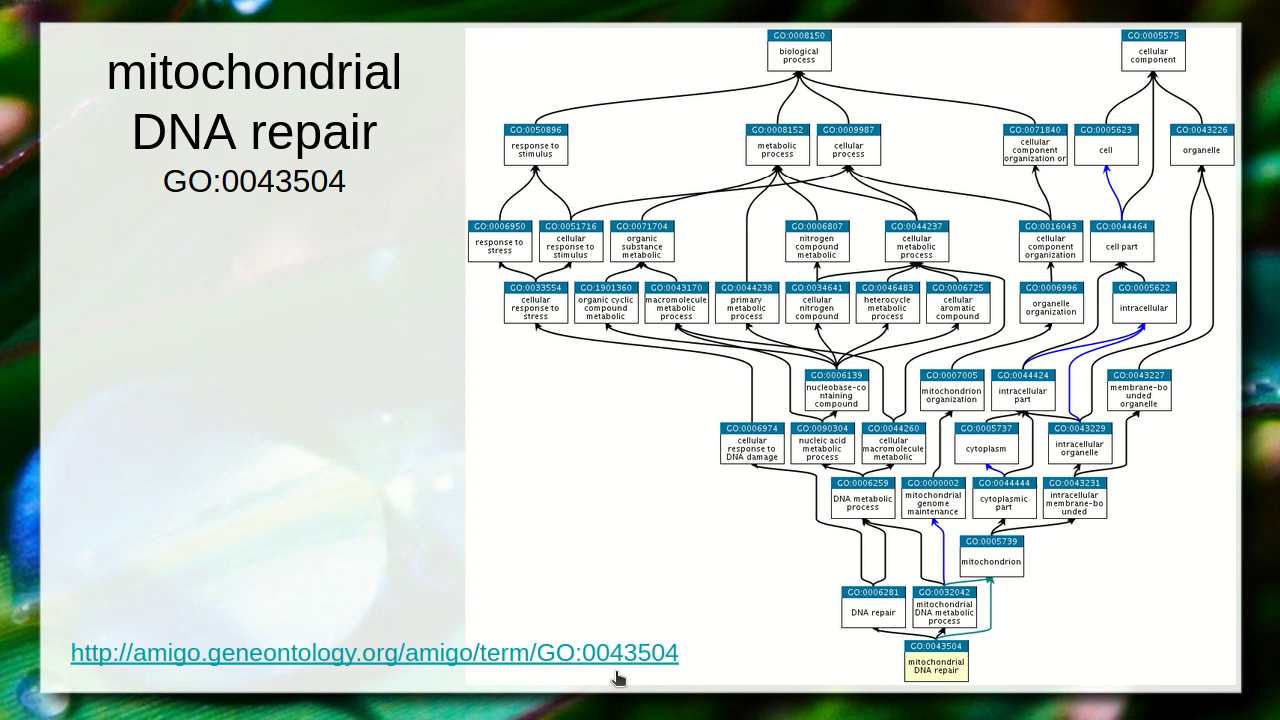 mitochondrial
DNA repair
GO:0043504
GO:0008150
biological
process
GO:0005575
cellular
component
GO:0050896
response to
stimulus
GO:0008152
metabolic
process
GO:0009987
cellular
process
GO:0071840
cellular
component
organization or
GO:0005623
cell
GO:0043226
organelle
GO:0006950
response to
stress
GO:0051716
cellular
response to
stimulus
GO:0071704
organic
substance
metabolic
GO:0006807
nitrogen
compound
metabolic
GO:0044237
cellular
metabolic
process
GO:0016043
cellular
component
organization
GO:0044464
cell part
GO:0033554
cellular
response to
stress
GO:1901360
organic cyclic
compound
metabolic
GO:0043170
macromolecule
metabolic
process
GO:0044238
primary
metabolic
process
GO:0034641
cellular
nitrogen
compound
GO:0046483
heterocycle
metabolic
process
GO:0006725
cellular
aromatic
compound
GO:0006996
organelle
organization
GO:0005622
intracellular
GO:0006139
nucleobase-co
ntaining
compound
GO:0007005
mitochondrion
organization
GO:0044424
intracellular
part
GO:0043227
membrane-bo
unded
organelle
GO:0006974
cellular
response to
DNA damage
GO:0090304
nucleic acid
metabolic
process
GO:0044260
cellular
macromolecule
metabolic
GO:0005737
cytoplasm
GO:0043229
intracellular
organelle
GO:0006259
DNA metabolic
process
GO:0000002
mitochondrial
genome
maintenance
GO:0044444
cytoplasmic
part
GO:0043231
intracellular
membrane-bo
unded
GO:0005739
mitochondrion
GO:0006281
DNA repair
GO:0032042
mitochondrial
DNA metabolic
process
GO:0043504
mitochondrial
DNA repair
http://amigo.geneontology.org/amigo/term/GO:0043504